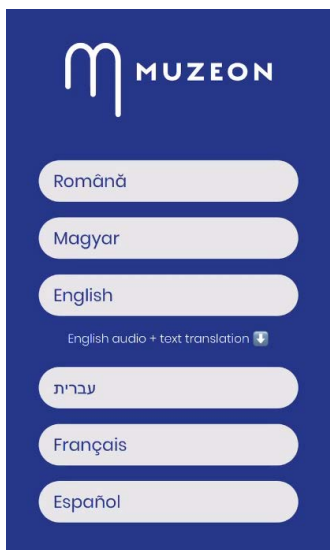 MUZEON
Română
Magyar
English
English audio + text translation ⬇️
עברית
Français
Español